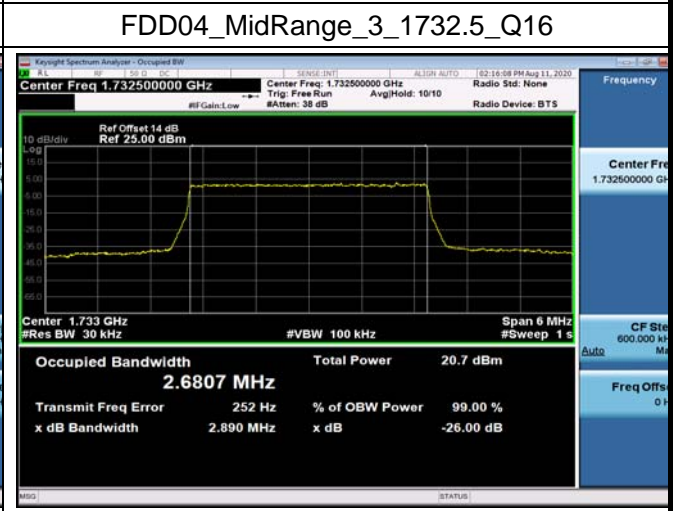 FDD04_MidRange_3_1732.5_Q16
Keysight Spectrum Analyzer - Occupied BW
RL RF 50 Ω DC SENSE:INT ALIGN AUTO 02:16:08 PM Aug 11, 2020
Center Freq 1.732500000 GHz Center Freq: 1.732500000 GHz Radio Std: None Frequency
Trig: Free Run Avg|Hold: 10/10
#IFGain:Low #Atten: 38 dB Radio Device: BTS
Ref Offset 14 dB
10 dB/div Ref 25.00 dBm
Log
15.0
5.00
-5.00
-15.0
-25.0
-35.0
-45.0
-55.0
-65.0
Center Fre
1.732500000 GH
Center 1.733 GHz Span 6 MHz
#Res BW 30 kHz #VBW 100 kHz #Sweep 1 s
CF Ste
600.000 kH
Auto Ma
Occupied Bandwidth Total Power 20.7 dBm
2.6807 MHz
Freq Offs
0 H
Transmit Freq Error 252 Hz % of OBW Power 99.00 %
x dB Bandwidth 2.890 MHz x dB -26.00 dB
MSG STATUS